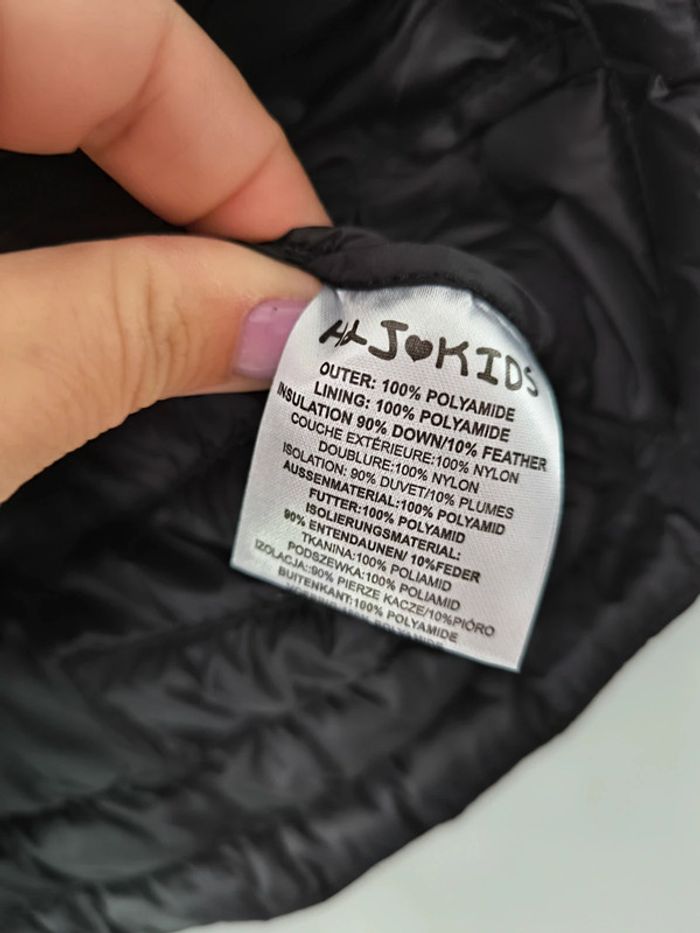 J♥KIDS
OUTER: 100% POLYAMIDE
LINING: 100% POLYAMIDE
INSULATION 90% DOWN/10% FEATHER
COUCHE EXTÉRIEURE:100% NYLON
DOUBLURE:100% NYLON
ISOLATION: 90% DUVET/10% PLUMES
AUSSENMATERIAL:100% POLYAMID
FUTTER:100% POLYAMID
ISOLIERUNGSMATERIAL:
90% ENTENDAUNEN/ 10%FEDER
TKANINA:100% POLIAMID
PODSZEWKA:100% POLIAMID
IZOLACJA::90% PIERZE KACZE/10%PIÓRO
BUITENKANT:100% POLYAMIDE